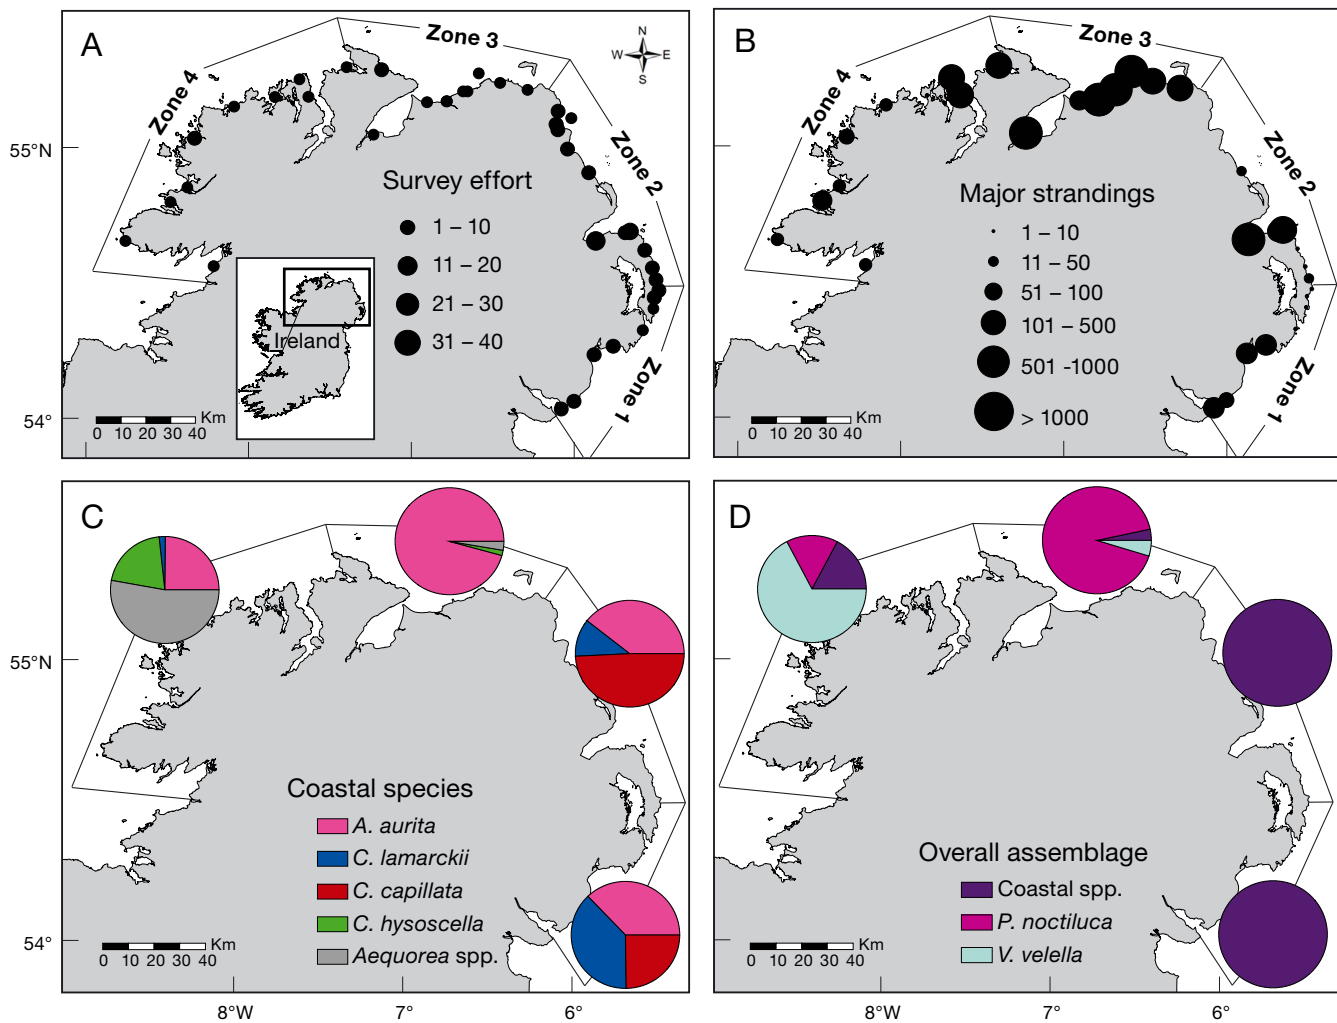 A
Zone 3
N
W E
S
Zone 4
Zone 2
55°N
Survey effort
1 – 10
11 – 20
21 – 30
31 – 40
Ireland
Zone 1
Km
0 10 20 30 40
54°
B
Zone 3
Zone 4
Zone 2
Major strandings
1 – 10
11 – 50
51 – 100
101 – 500
501 -1000
> 1000
Zone 1
Km
0 10 20 30 40
C
55°N
Coastal species
A. aurita
C. lamarckii
C. capillata
C. hysoscella
Aequorea spp.
Km
0 10 20 30 40
54°
8°W 7° 6°
D
Overall assemblage
Coastal spp.
P. noctiluca
V. velella
Km
0 10 20 30 40
8°W 7° 6°